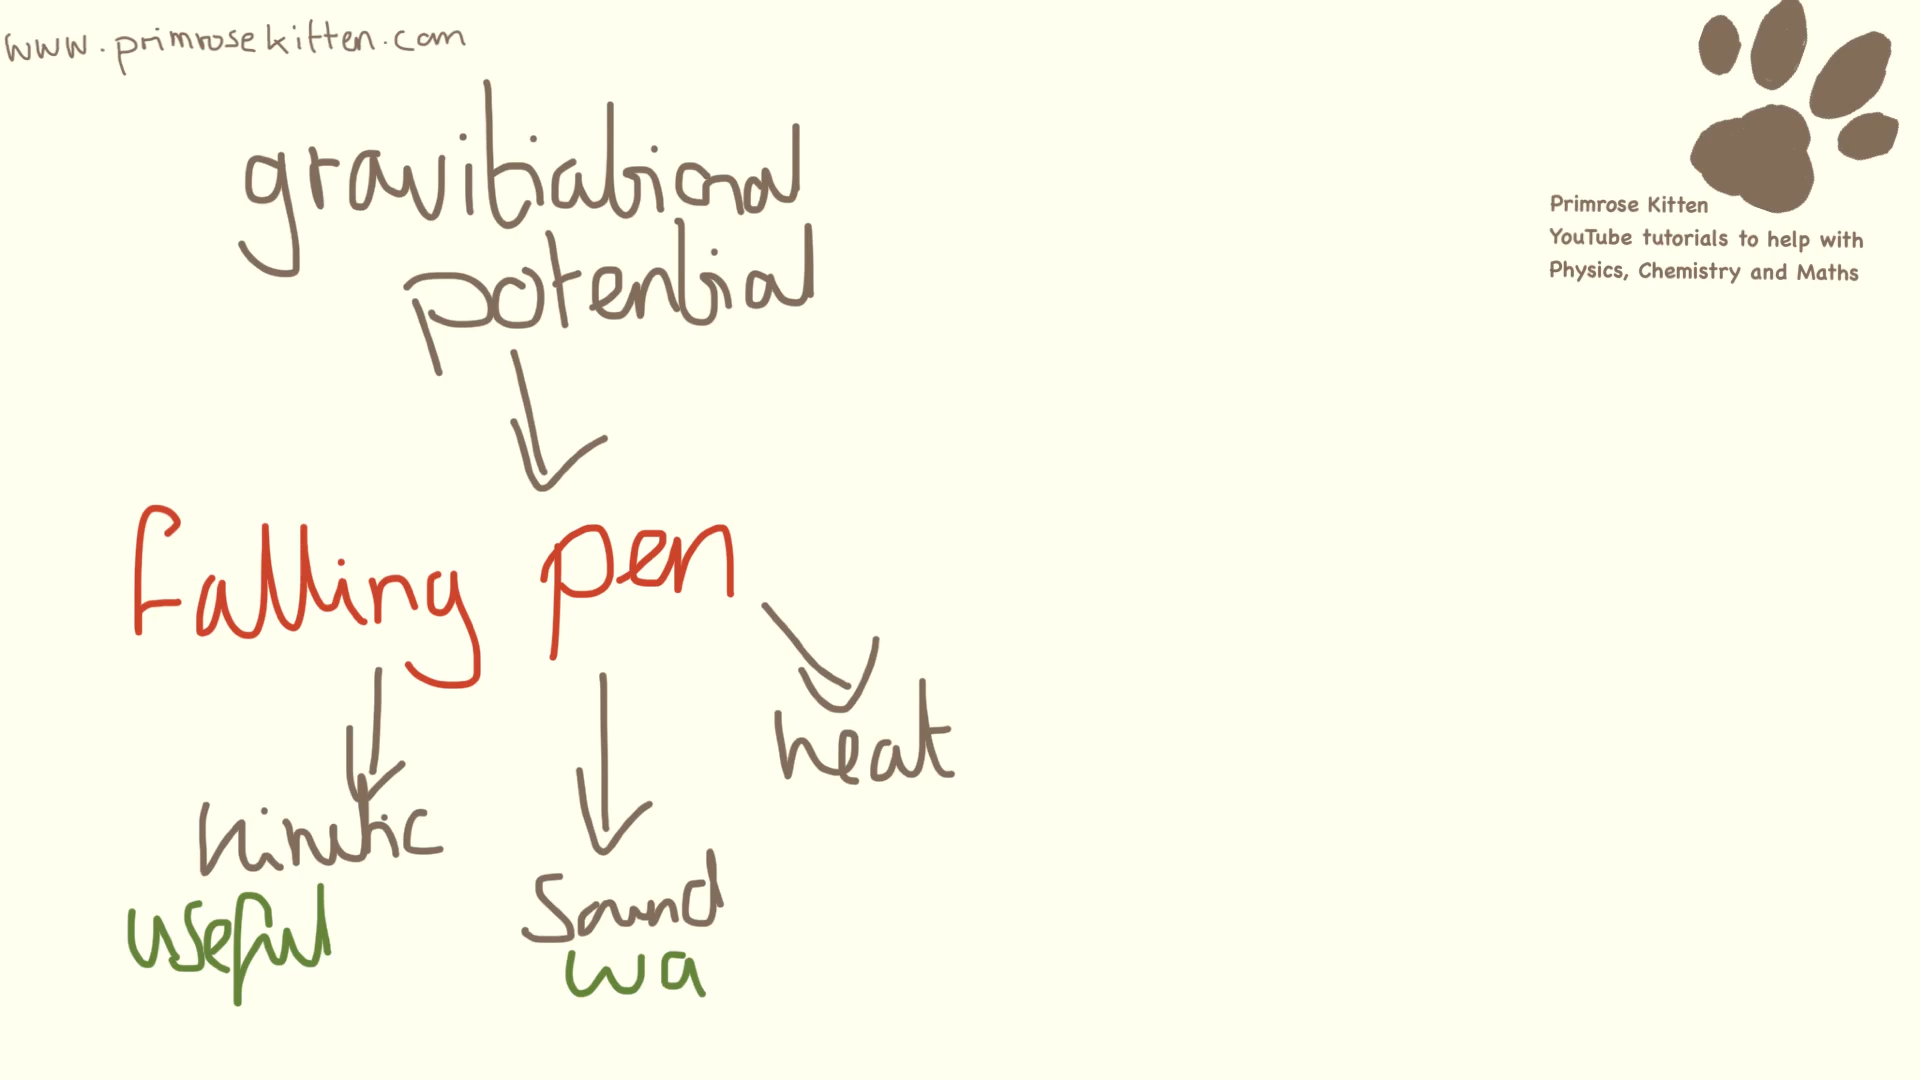 www.primrosekitten.com
gravitiational
potential
falling pen
heat
kinetic
useful
sound
wa
Primrose Kitten
YouTube tutorials to help with
Physics, Chemistry and Maths